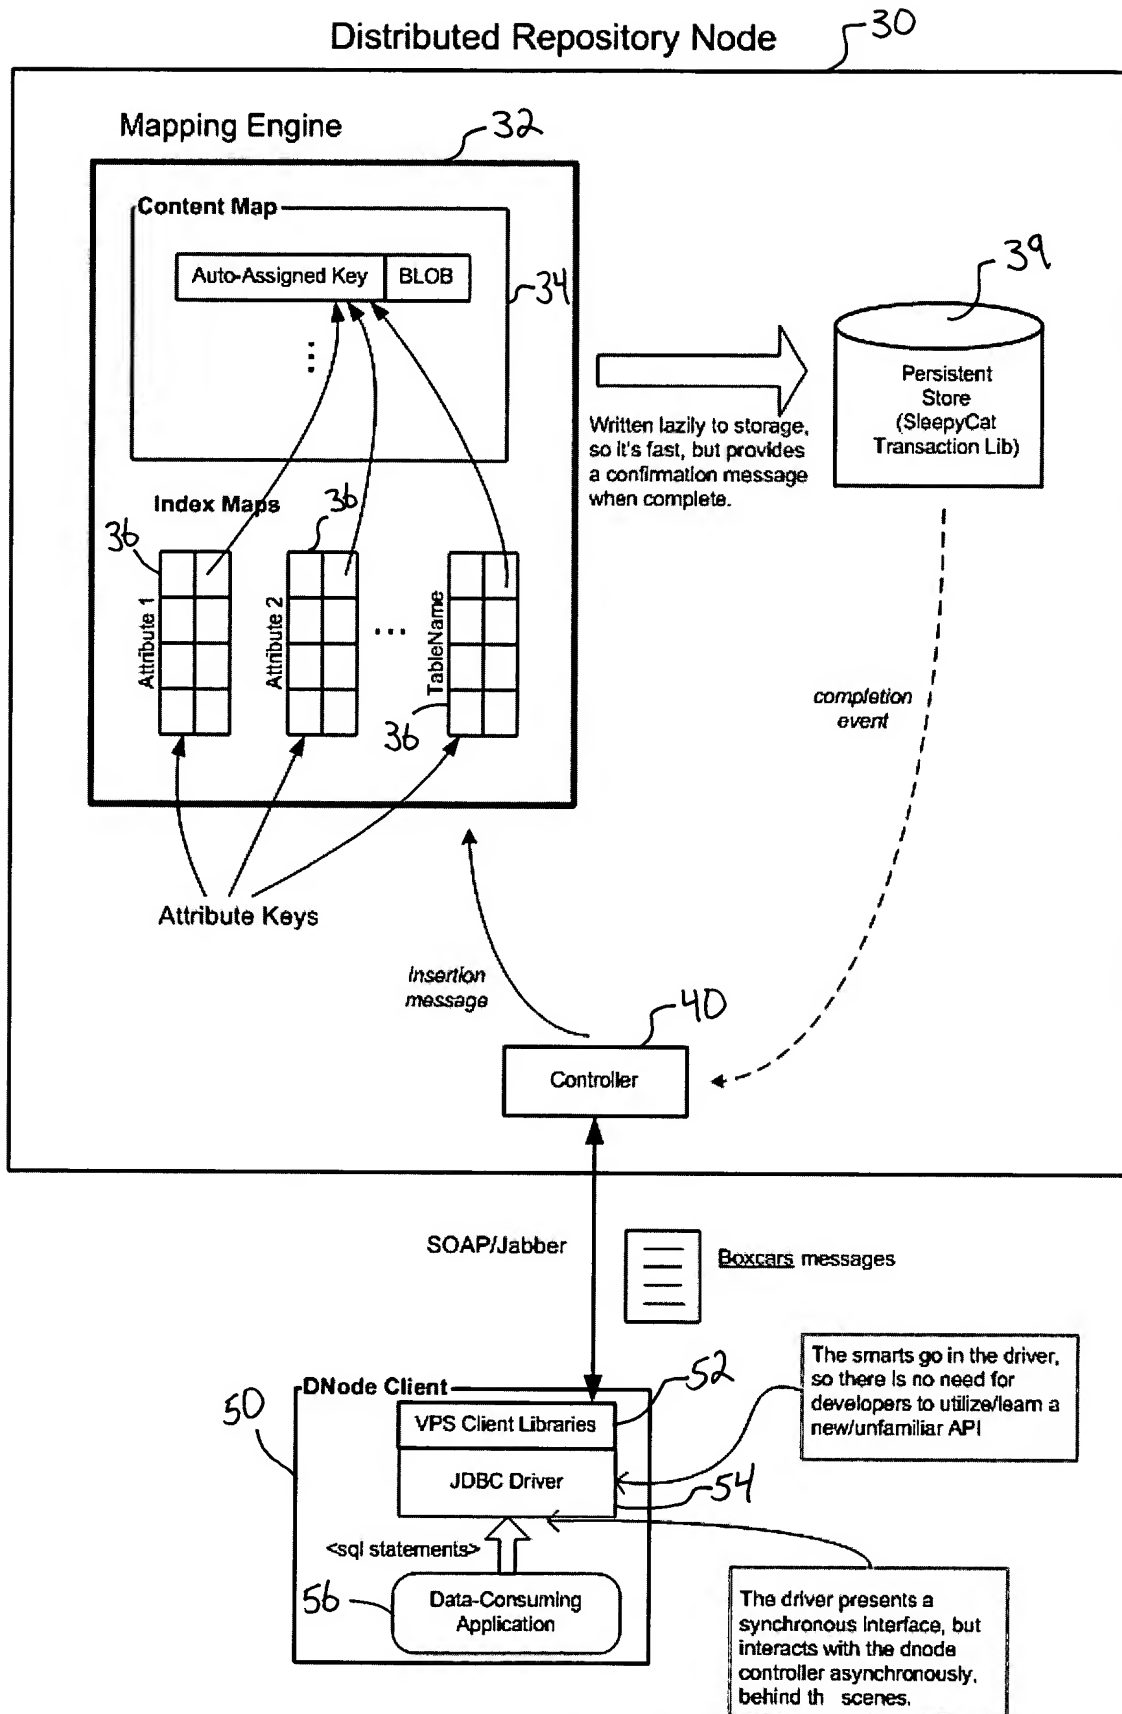 Distributed Repository Node
30
Mapping Engine
32
Content Map
Auto-Assigned Key
BLOB
34
39
Persistent
Store
(SleepyCat
Transaction Lib)
Written lazily to storage,
so it's fast, but provides
a confirmation message
when complete.
Index Maps
36
36
Attribute 1
Attribute 2
TableName
36
completion
event
Attribute Keys
Insertion
message
40
Controller
SOAP/Jabber
Boxcars messages
The smarts go in the driver,
so there is no need for
developers to utilize/learn a
new/unfamiliar API
DNode Client
50
52
VPS Client Libraries
JDBC Driver
54
<sql statements>
56
Data-Consuming
Application
The driver presents a
synchronous interface, but
interacts with the dnode
controller asynchronously,
behind th scenes.